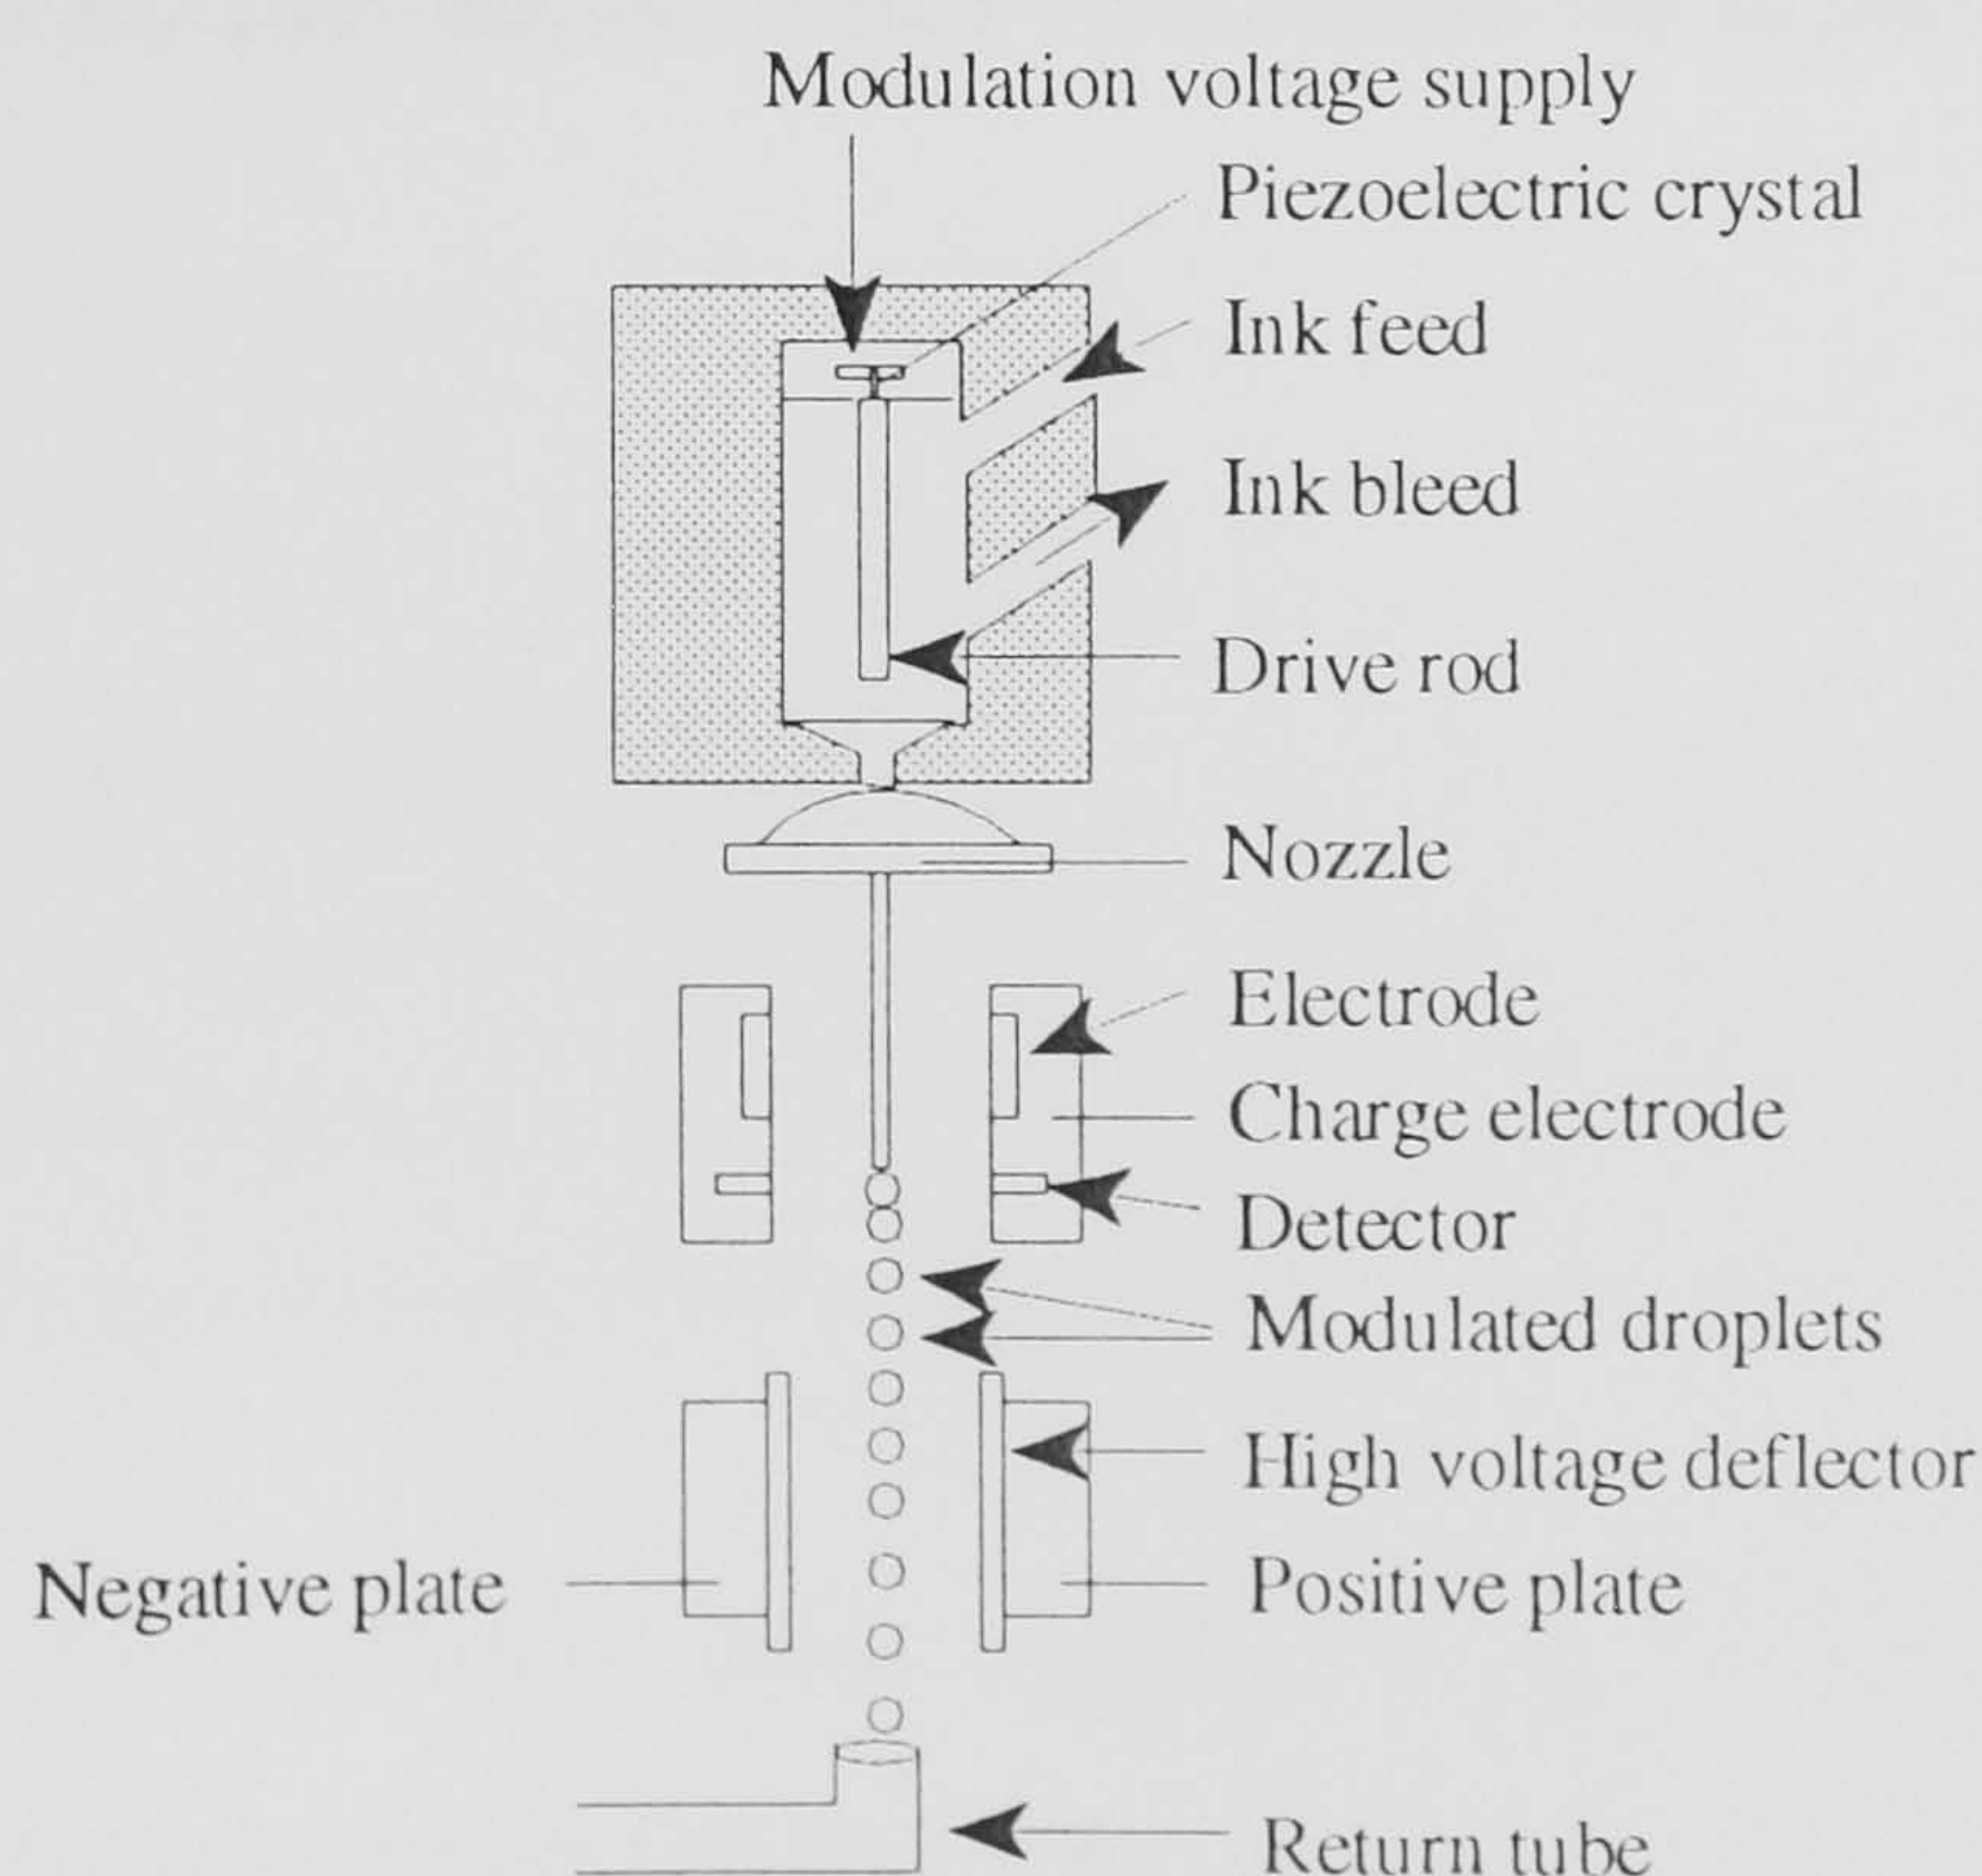 Modulation voltage supply
Piezoelectric crystal
Ink feed
Ink bleed
Drive rod
Nozzle
Electrode
Charge electrode
Detector
Modulated droplets
High voltage deflector
Negative plate
Positive plate
Return tube